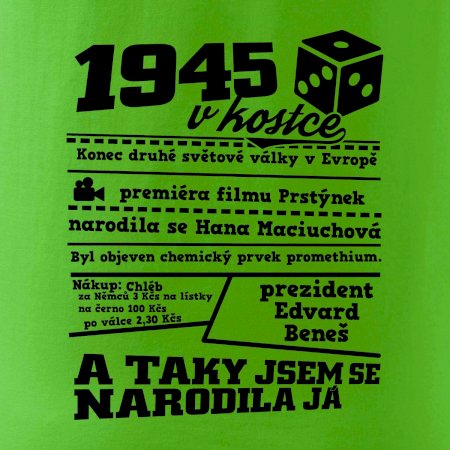 1945
v kostce
Konec druhé světové války v Evropě
premiéra filmu Prstýnek
narodila se Hana Maciuchová
Byl objeven chemický prvek promethium.
Nákup: Chléb
za Němců 3 Kčs na lístky
na černo 100 Kčs
po válce 2,30 Kčs
prezident
Edvard
Beneš
A TAKY JSEM SE
NARODILA JÁ